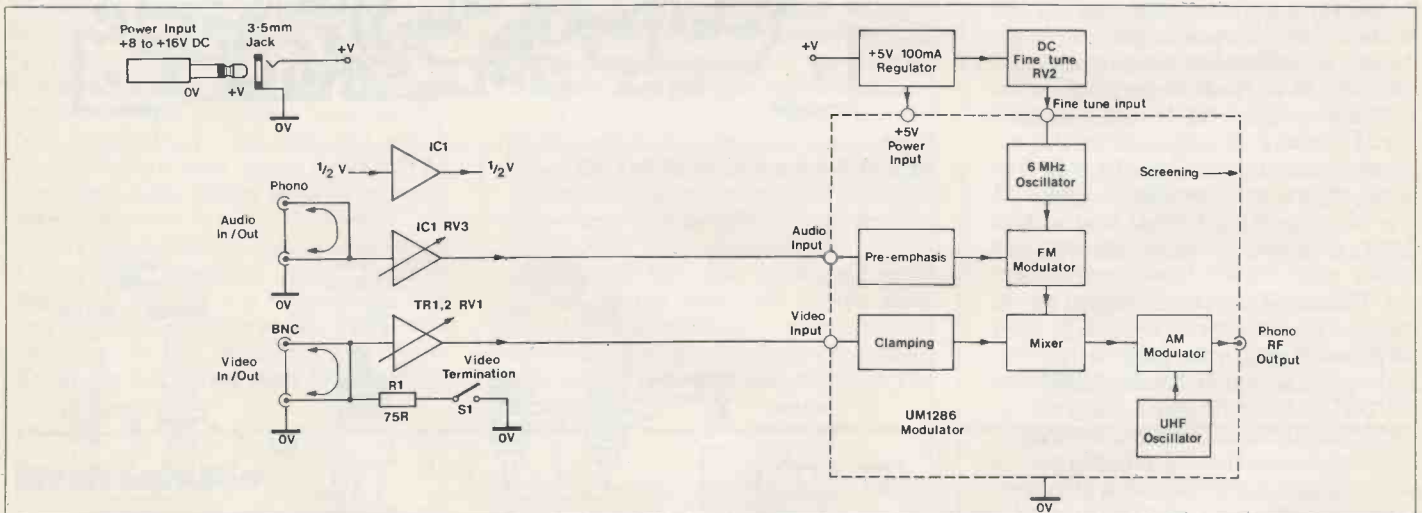 Power Input
+8 to +16V DC
3·5mm
Jack
+V
0V
+V
0V
IC1
1/2 V
1/2V
Phono
Audio
In/Out
0V
IC1 RV3
BNC
TR1,2 RV1
Video
In/Out
0V
R1
75R
Video
Termination
S1
0V
+V
+5V 100mA
Regulator
DC
Fine tune
RV2
Fine tune input
+5V
Power
Input
6 MHz
Oscillator
Screening
Audio
Input
Pre-emphasis
FM
Modulator
Video
Input
Clamping
Mixer
AM
Modulator
Phono
RF
Output
UM1286
Modulator
UHF
Oscillator
0V